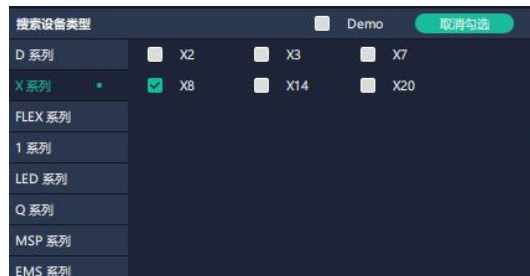 搜索设备类型 Demo 取消勾选
D 系列 X2 X3 X7
X 系列 X8 X14 X20
FLEX 系列
1 系列
LED 系列
Q 系列
MSP 系列
EMS 系列